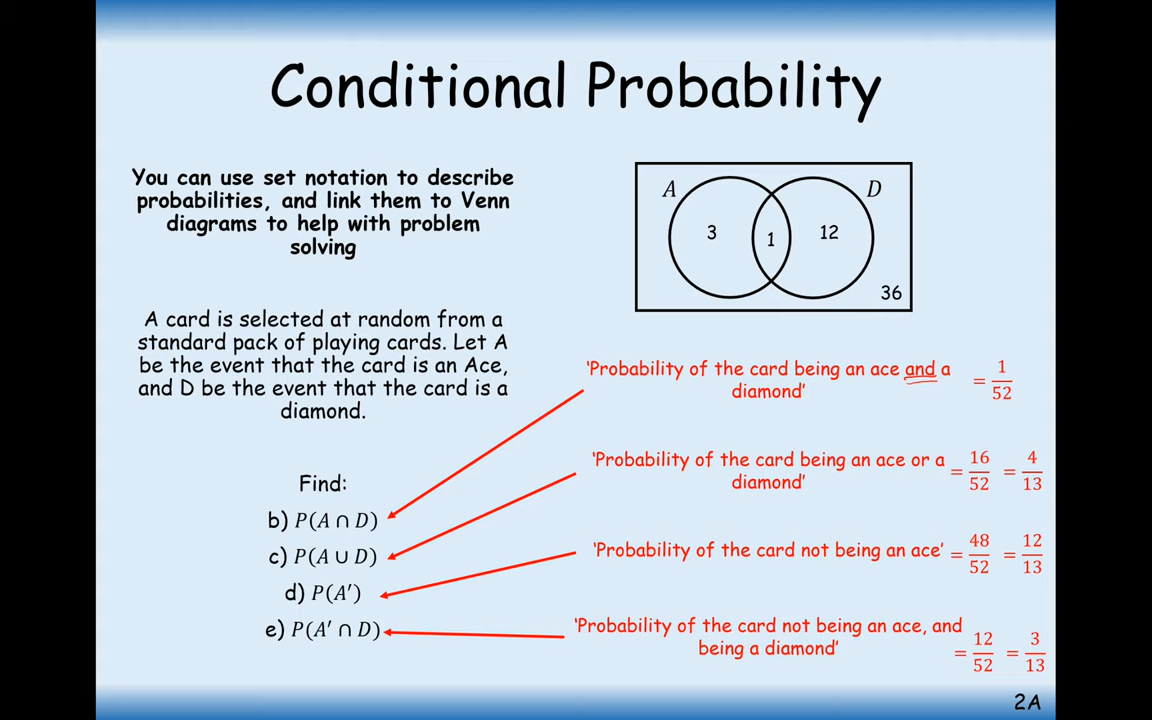 Conditional Probability
You can use set notation to describe
probabilities, and link them to Venn
diagrams to help with problem
solving
A card is selected at random from a
standard pack of playing cards. Let A
be the event that the card is an Ace,
and D be the event that the card is a
diamond.
Find:
b) P(A ∩ D)
c) P(A ∪ D)
d) P(A′)
e) P(A′ ∩ D)
A
D
3
1
12
36
‘Probability of the card being an ace and a
diamond’
= 1/52
‘Probability of the card being an ace or a
diamond’
= 16/52 = 4/13
‘Probability of the card not being an ace’ = 48/52 = 12/13
‘Probability of the card not being an ace, and
being a diamond’
= 12/52 = 3/13
2A